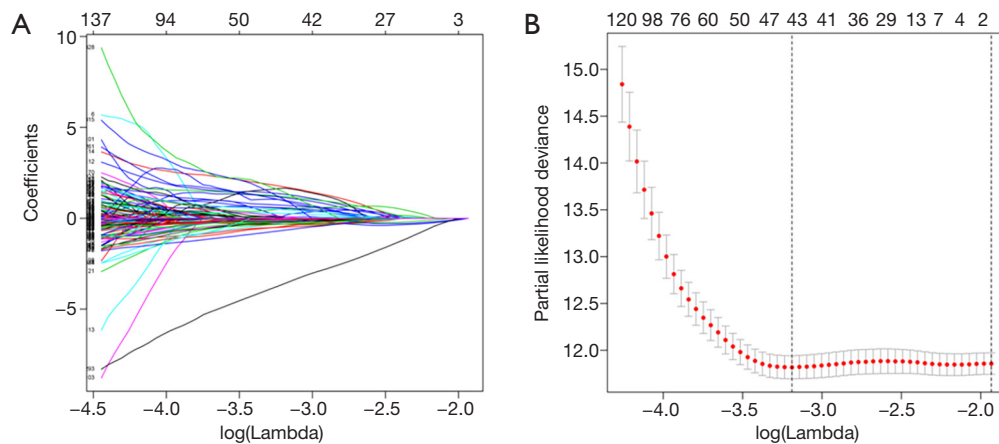 A
137 94 50 42 27 3
10
5
0
−5
Coefficients
−4.5 −4.0 −3.5 −3.0 −2.5 −2.0
log(Lambda)
B
120 98 76 60 50 47 43 41 36 29 13 7 4 2
15.0
14.5
14.0
13.5
13.0
12.5
12.0
Partial likelihood deviance
−4.0 −3.5 −3.0 −2.5 −2.0
log(Lambda)